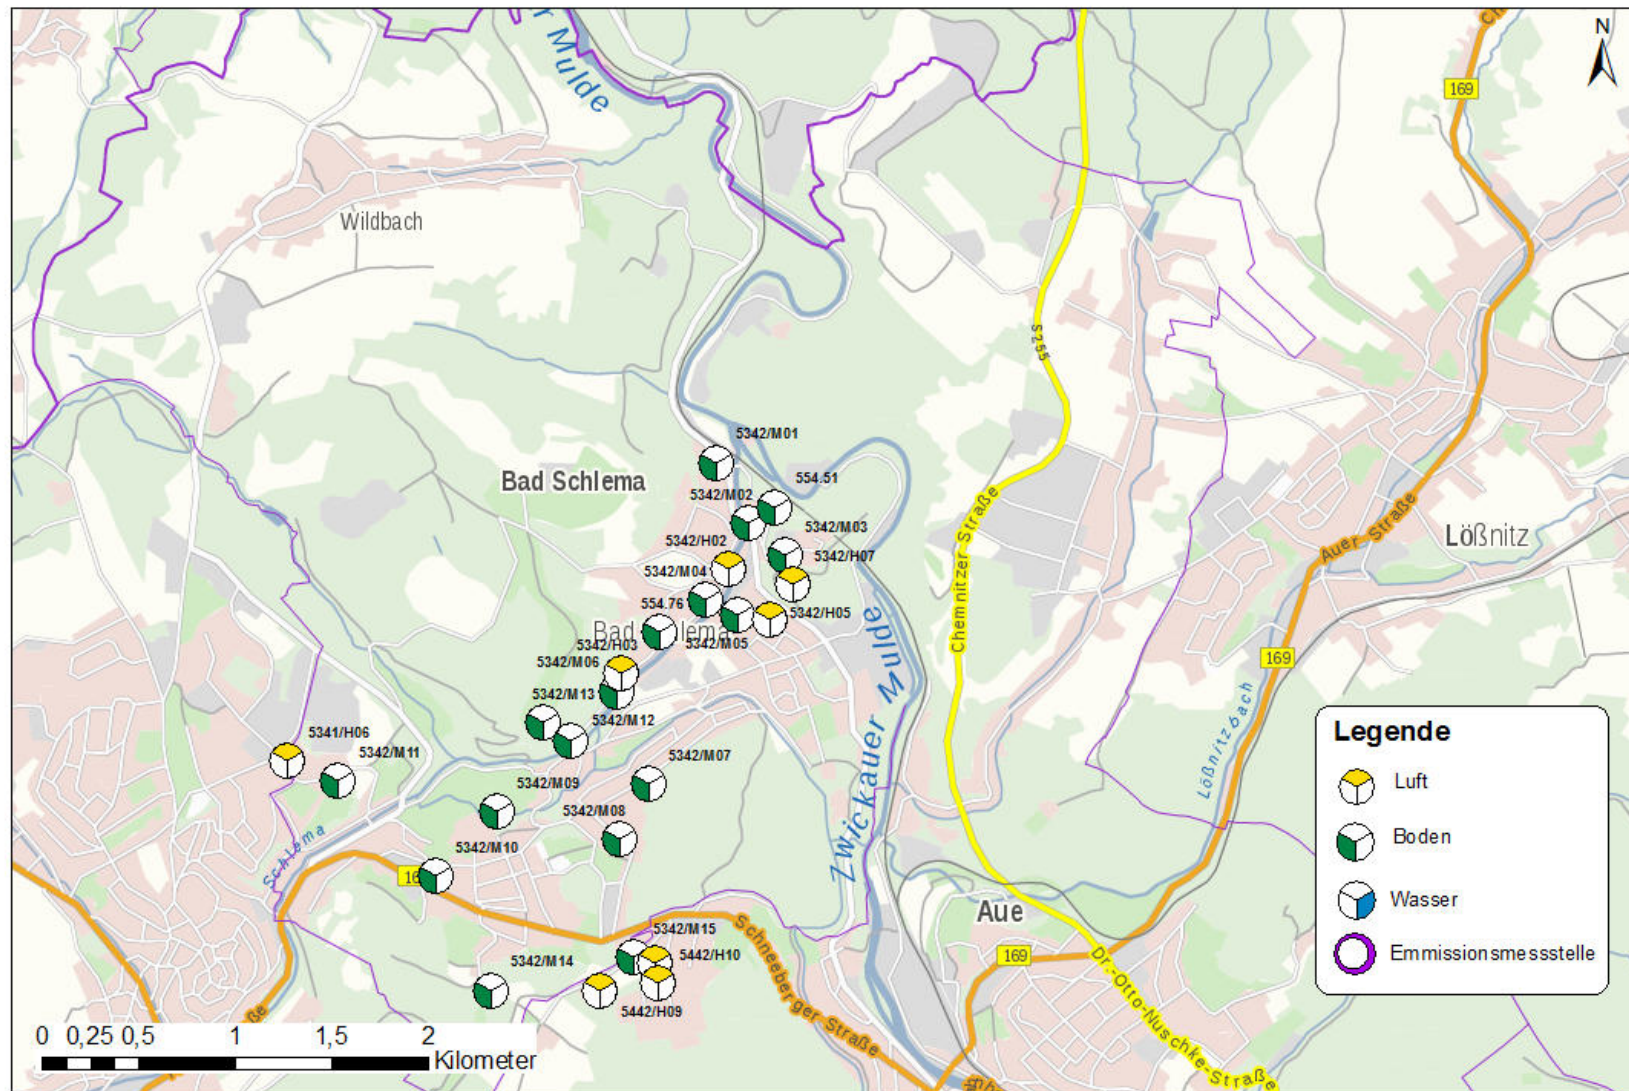 N
r Mulde
169
Wildbach
S255
5342/M01
Bad Schlema
554.51
5342/M02
Chemnitzer Straße
5342/M03
Auer Straße
Lößnitz
5342/H02
5342/H07
5342/M04
554.76
5342/H05
Bad
lema
5342/H03
5342/M05
Mulde
169
5342/M06
5342/M13
Lößnitzbach
5342/M12
5341/H06
5342/M11
5342/M07
Zwickauer
5342/M09
5342/M08
Schlema
5342/M10
16
Aue
Schneeberger Straße
5342/M15
5442/H10
169
5342/M14
5442/H09
Dr.-Otto-Nuschke-Straße
ße
Legende
Luft
Boden
Wasser
Emmissionsmessstelle
0 0,25 0,5 1 1,5 2
Kilometer